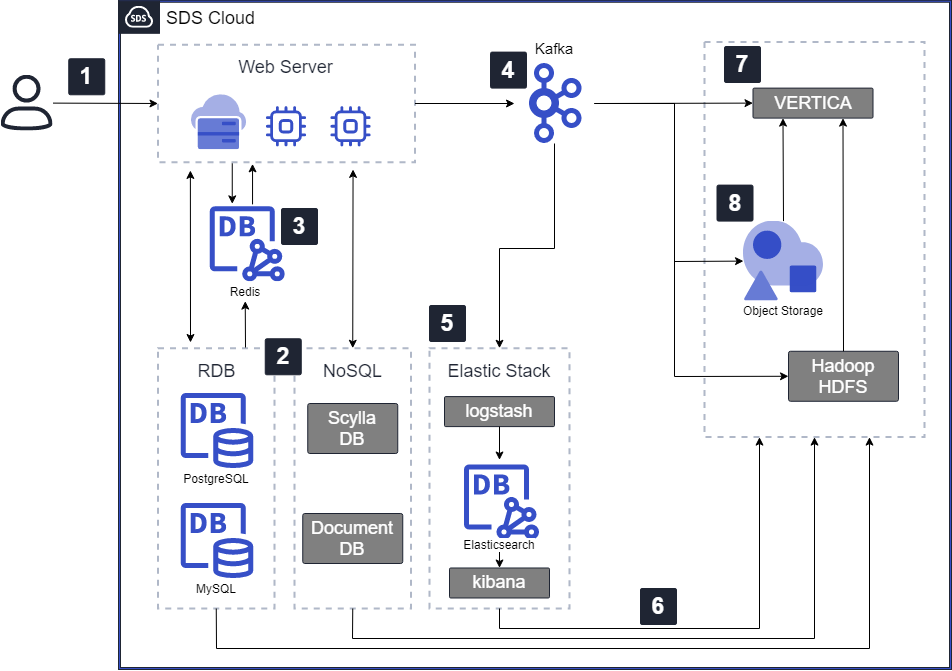 SDS
SDS Cloud
1
Web Server
4
Kafka
7
VERTICA
3
DB
Redis
8
Object Storage
2
RDB
DB
PostgreSQL
DB
MySQL
NoSQL
Scylla
DB
Document
DB
5
Elastic Stack
logstash
DB
Elasticsearch
kibana
Hadoop
HDFS
6